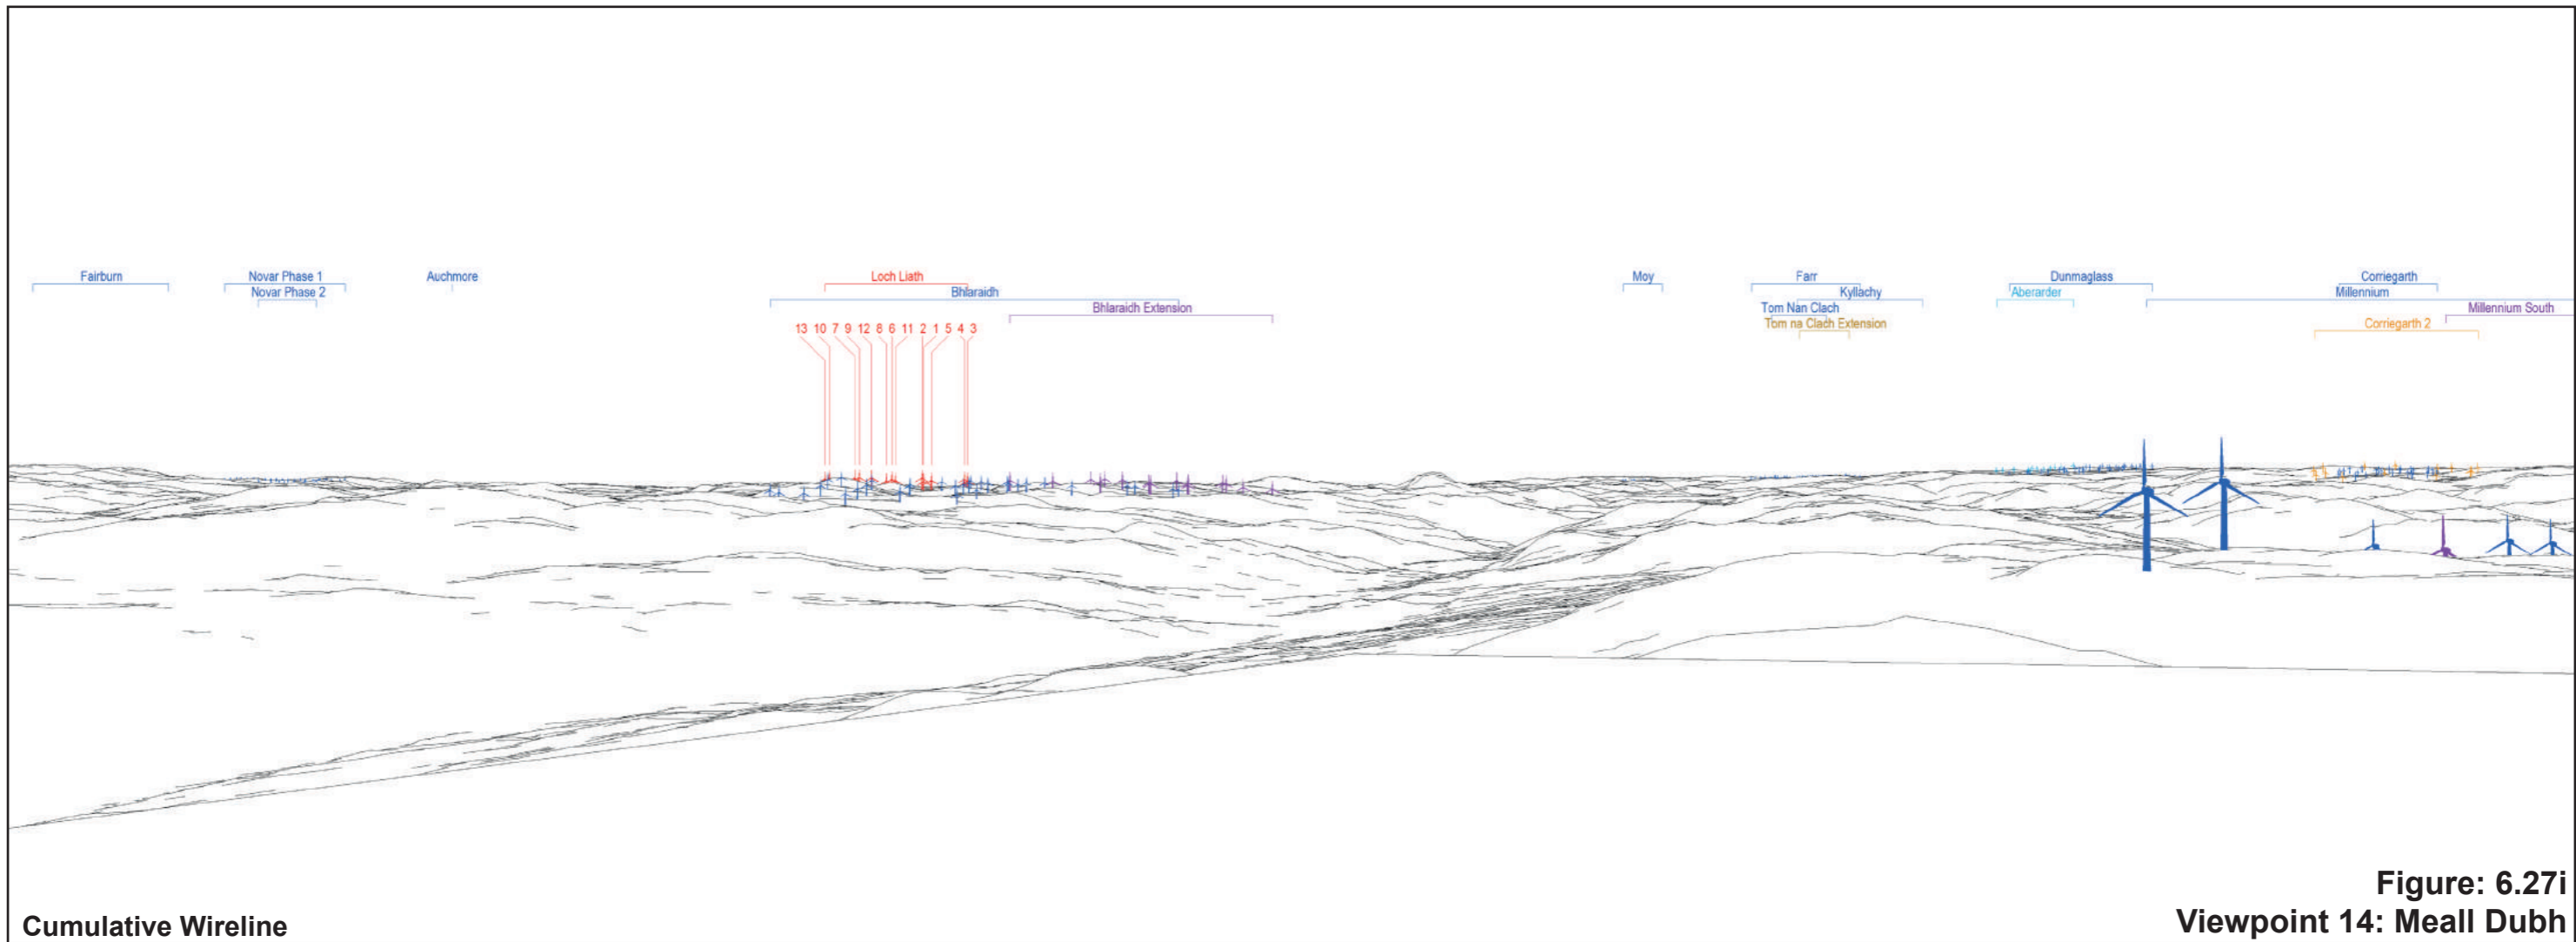 Fairburn
Novar Phase 1
Auchmore
Loch Liath
Moy
Farr
Dunmaglass
Corriegarth
Novar Phase 2
Bhlaraidh
Kyllachy
Aberarder
Millennium
Bhlaraidh Extension
Tom Nan Clach
Millennium South
Tom na Clach Extension
Corriegarth 2
13 10 7 9 12 8 6 11 2 1 5 4 3
Figure: 6.27i
Cumulative Wireline
Viewpoint 14: Meall Dubh